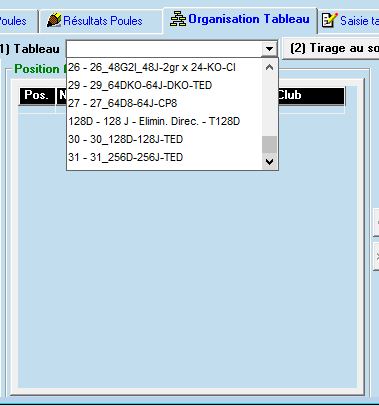 Poules
Résultats Poules
Organisation Tableau
Saisie ta
1) Tableau
(2) Tirage au so
26 - 26_48G2I_48J-2gr x 24-KO-Cl
29 - 29_64DKO-64J-DKO-TED
27 - 27_64D8-64J-CP8
128D - 128 J - Elimin. Direc. - T128D
30 - 30_128D-128J-TED
31 - 31_256D-256J-TED
Position
Pos.
N
Club